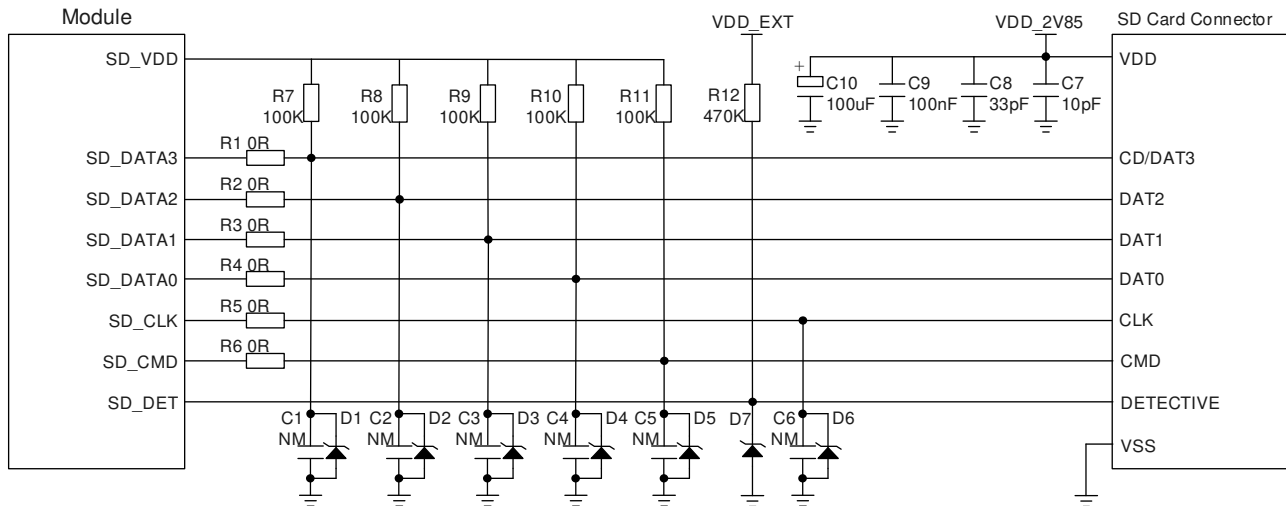 Module
VDD_EXT
VDD_2V85
SD Card Connector
SD_VDD
VDD
R7
100K
R8
100K
R9
100K
R10
100K
R11
100K
R12
470K
+
C10
100uF
C9
100nF
C8
33pF
C7
10pF
SD_DATA3
R1 0R
CD/DAT3
SD_DATA2
R2 0R
DAT2
SD_DATA1
R3 0R
DAT1
SD_DATA0
R4 0R
DAT0
SD_CLK
R5 0R
CLK
SD_CMD
R6 0R
CMD
SD_DET
DETECTIVE
C1
NM
D1
C2
NM
D2
C3
NM
D3
C4
NM
D4
C5
NM
D5
D7
C6
NM
D6
VSS